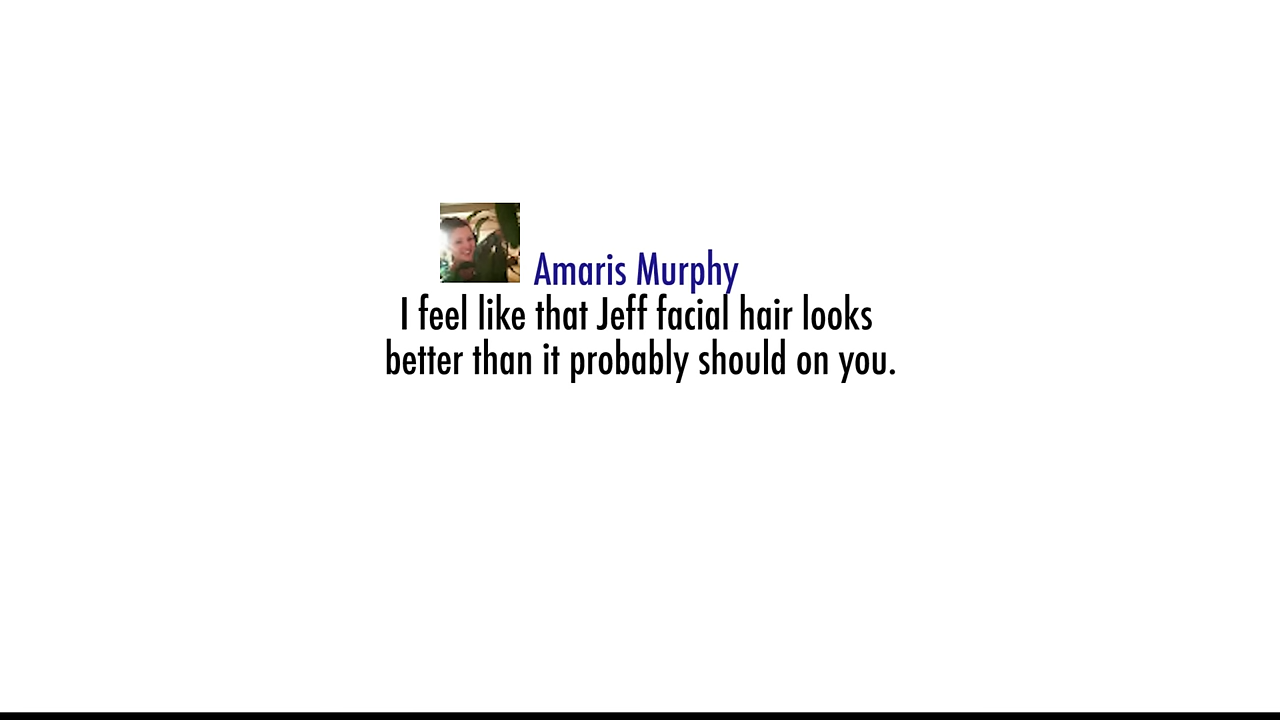 Amaris Murphy
I feel like that Jeff facial hair looks
better than it probably should on you.